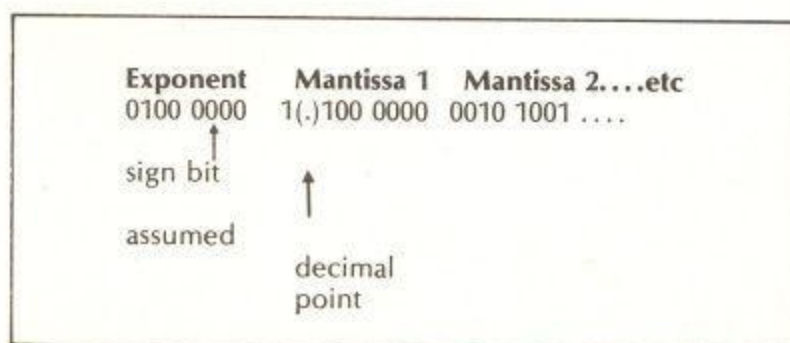 Exponent Mantissa 1 Mantissa 2....etc
0100 0000 1(.)100 0000 0010 1001 ....
sign bit
assumed
decimal
point